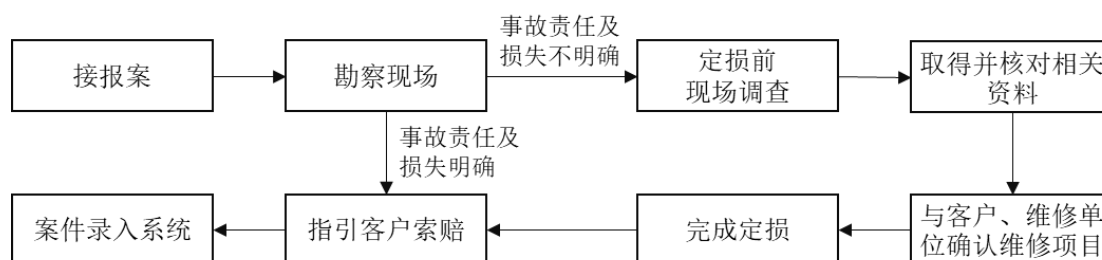 接报案
勘察现场
事故责任及
损失不明确
定损前
现场调查
取得并核对相关
资料
事故责任及
损失明确
案件录入系统
指引客户索赔
完成定损
与客户、维修单
位确认维修项目